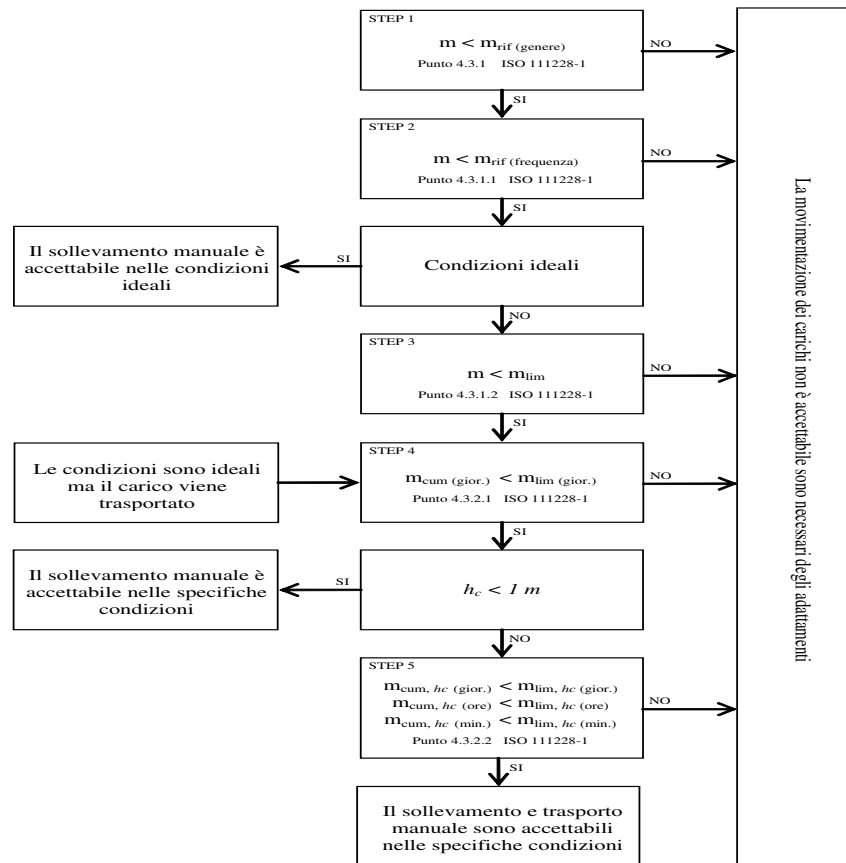 STEP 1
m < mrif (genere)
Punto 4.3.1 ISO 111228-1
NO
SI
STEP 2
m < mrif (frequenza)
Punto 4.3.1.1 ISO 111228-1
NO
SI
Il sollevamento manuale è
accettabile nelle condizioni
ideali
SI
Condizioni ideali
NO
STEP 3
m < mlim
Punto 4.3.1.2 ISO 111228-1
NO
SI
Le condizioni sono ideali
ma il carico viene
trasportato
STEP 4
mcum (gior.) < mlim (gior.)
Punto 4.3.2.1 ISO 111228-1
NO
SI
Il sollevamento manuale è
accettabile nelle specifiche
condizioni
SI
hc < 1 m
NO
STEP 5
mcum, hc (gior.) < mlim, hc (gior.)
mcum, hc (ore) < mlim, hc (ore)
mcum, hc (min.) < mlim, hc (min.)
Punto 4.3.2.2 ISO 111228-1
NO
SI
Il sollevamento e trasporto
manuale sono accettabili
nelle specifiche condizioni
La movimentazione dei carichi non è accettabile sono necessari degli adattamenti